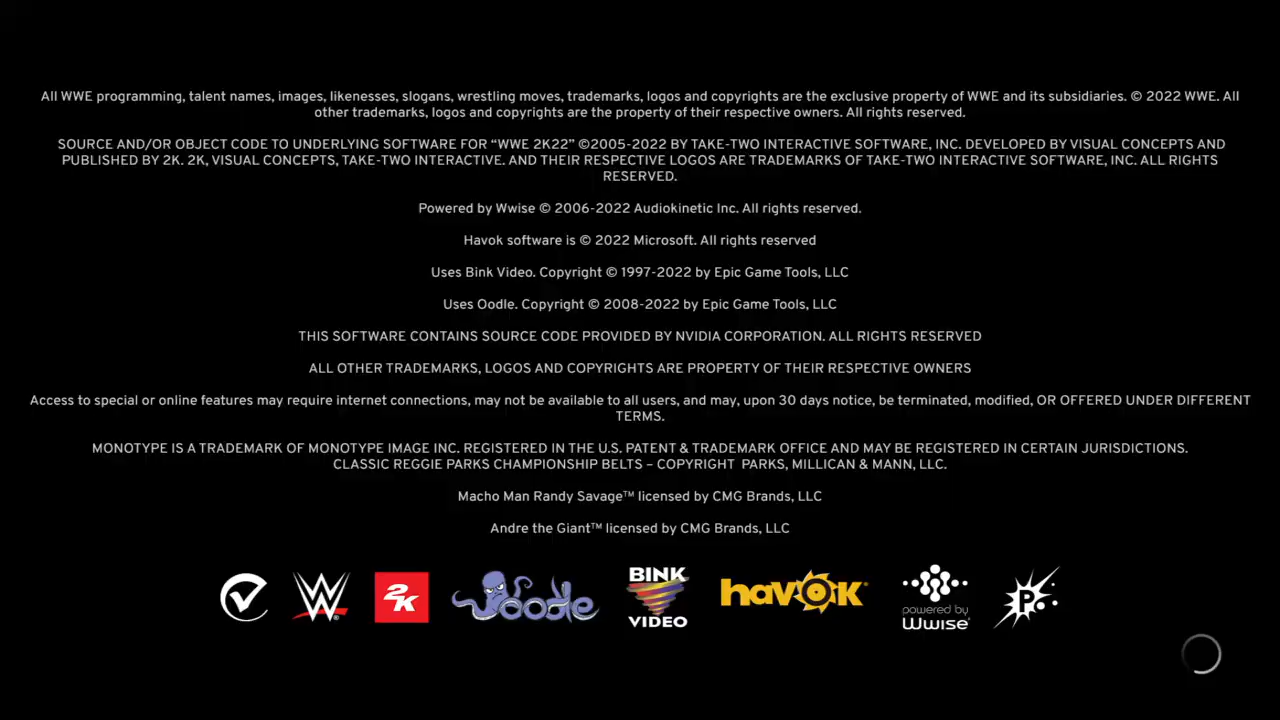 All WWE programming, talent names, images, likenesses, slogans, wrestling moves, trademarks, logos and copyrights are the exclusive property of WWE and its subsidiaries. © 2022 WWE. All
other trademarks, logos and copyrights are the property of their respective owners. All rights reserved.
SOURCE AND/OR OBJECT CODE TO UNDERLYING SOFTWARE FOR “WWE 2K22” ©2005-2022 BY TAKE-TWO INTERACTIVE SOFTWARE, INC. DEVELOPED BY VISUAL CONCEPTS AND
PUBLISHED BY 2K. 2K, VISUAL CONCEPTS, TAKE-TWO INTERACTIVE. AND THEIR RESPECTIVE LOGOS ARE TRADEMARKS OF TAKE-TWO INTERACTIVE SOFTWARE, INC. ALL RIGHTS
RESERVED.
Powered by Wwise © 2006-2022 Audiokinetic Inc. All rights reserved.
Havok software is © 2022 Microsoft. All rights reserved
Uses Bink Video. Copyright © 1997-2022 by Epic Game Tools, LLC
Uses Oodle. Copyright © 2008-2022 by Epic Game Tools, LLC
THIS SOFTWARE CONTAINS SOURCE CODE PROVIDED BY NVIDIA CORPORATION. ALL RIGHTS RESERVED
ALL OTHER TRADEMARKS, LOGOS AND COPYRIGHTS ARE PROPERTY OF THEIR RESPECTIVE OWNERS
Access to special or online features may require internet connections, may not be available to all users, and may, upon 30 days notice, be terminated, modified, OR OFFERED UNDER DIFFERENT
TERMS.
MONOTYPE IS A TRADEMARK OF MONOTYPE IMAGE INC. REGISTERED IN THE U.S. PATENT & TRADEMARK OFFICE AND MAY BE REGISTERED IN CERTAIN JURISDICTIONS.
CLASSIC REGGIE PARKS CHAMPIONSHIP BELTS – COPYRIGHT PARKS, MILLICAN & MANN, LLC.
Macho Man Randy Savage™ licensed by CMG Brands, LLC
Andre the Giant™ licensed by CMG Brands, LLC
W
2K
oodle
BINK
VIDEO
havok
powered by
Wwise
P